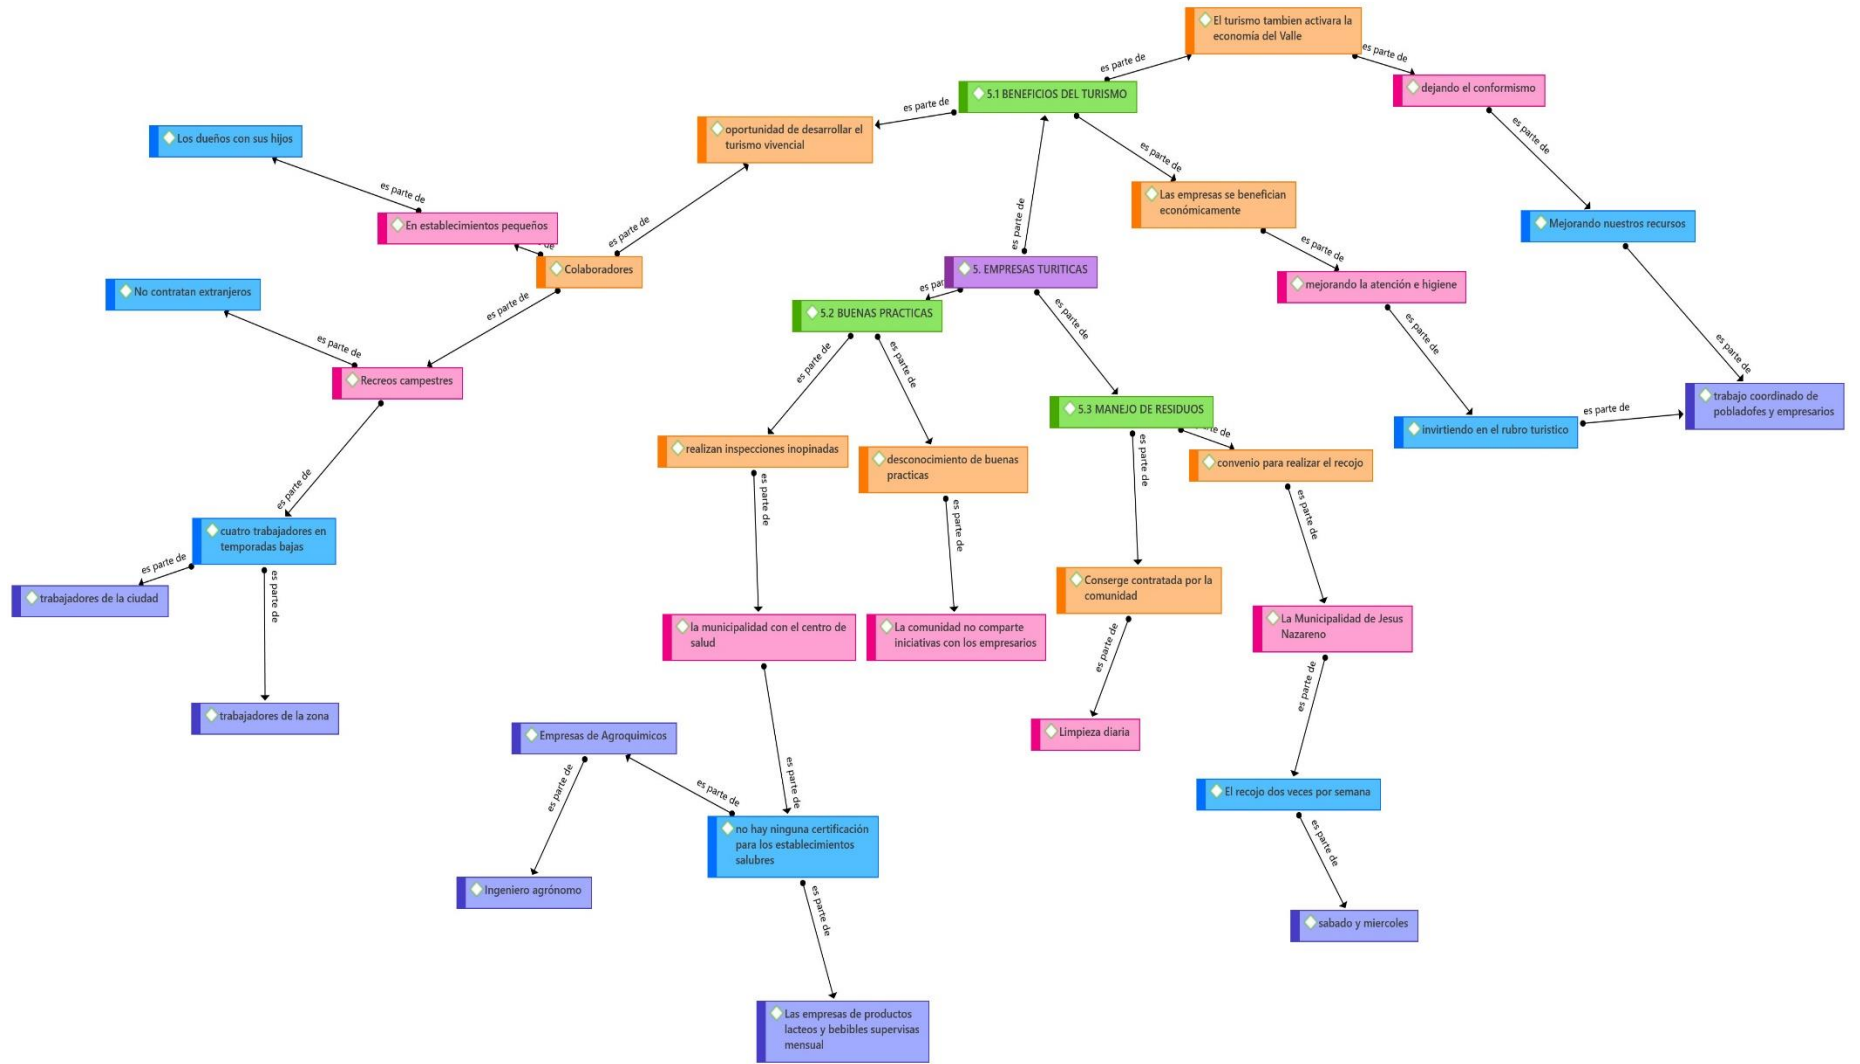 El turismo tambien activara la
economía del Valle
es parte de
es parte de
dejando el conformismo
5.1 BENEFICIOS DEL TURISMO
es parte de
oportunidad de desarrollar el
turismo vivencial
Los dueños con sus hijos
es parte de
es parte de
es parte de
Las empresas se benefician
económicamente
es parte de
En establecimientos pequeños
es parte de
es parte de
Mejorando nuestros recursos
de
Colaboradores
5. EMPRESAS TURITICAS
es parte de
mejorando la atención e higiene
No contratan extranjeros
es parte de
es pa
5.2 BUENAS PRACTICAS
es parte de
es parte de
es parte de
es parte de
es parte de
es parte de
Recreos campestres
trabajo coordinado de
pobladofes y empresarios
5.3 MANEJO DE RESIDUOS
es parte de
invirtiendo en el rubro turistico
rte de
realizan inspecciones inopinadas
desconocimiento de buenas
practicas
es parte de
convenio para realizar el recojo
es parte de
es parte de
es parte de
es parte de
cuatro trabajadores en
temporadas bajas
es parte de
trabajadores de la ciudad
es parte de
Conserge contratada por la
comunidad
la municipalidad con el centro de
salud
La comunidad no comparte
iniciativas con los empresarios
La Municipalidad de Jesus
Nazareno
es parte de
es parte de
trabajadores de la zona
Limpieza diaria
Empresas de Agroquimicos
es parte de
es parte de
es parte de
El recojo dos veces por semana
no hay ninguna certificación
para los establecimientos
salubres
es parte de
Ingeniero agrónomo
es parte de
sabado y miercoles
Las empresas de productos
lacteos y bebibles supervisas
mensual